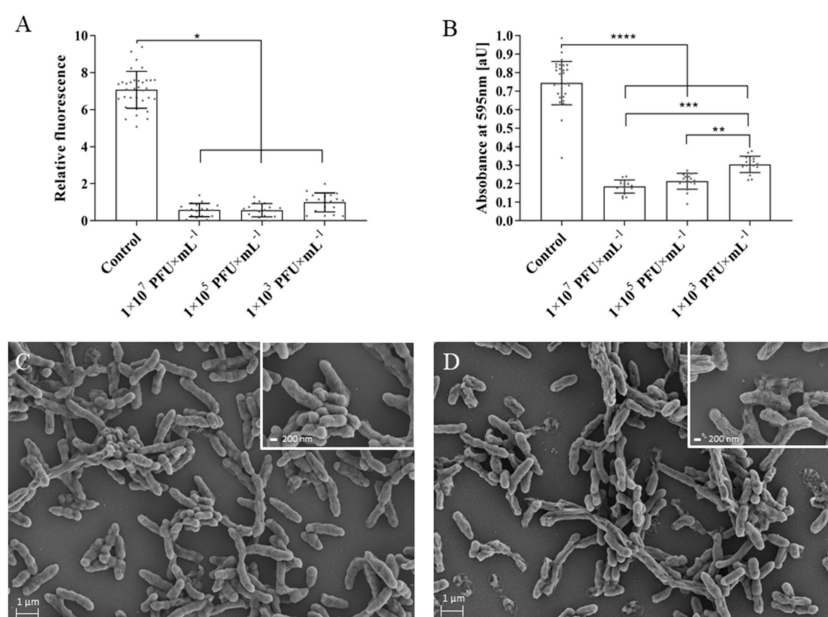 A
Relative fluorescence
10
8
6
4
2
0
*
Control
1×10⁷ PFU×mL⁻¹
1×10⁵ PFU×mL⁻¹
1×10³ PFU×mL⁻¹
B
Absobance at 595nm [aU]
1.0
0.9
0.8
0.7
0.6
0.5
0.4
0.3
0.2
0.1
0.0
****
***
**
Control
1×10⁷ PFU×mL⁻¹
1×10⁵ PFU×mL⁻¹
1×10³ PFU×mL⁻¹
C
200 nm
1 µm
D
200 nm
1 µm